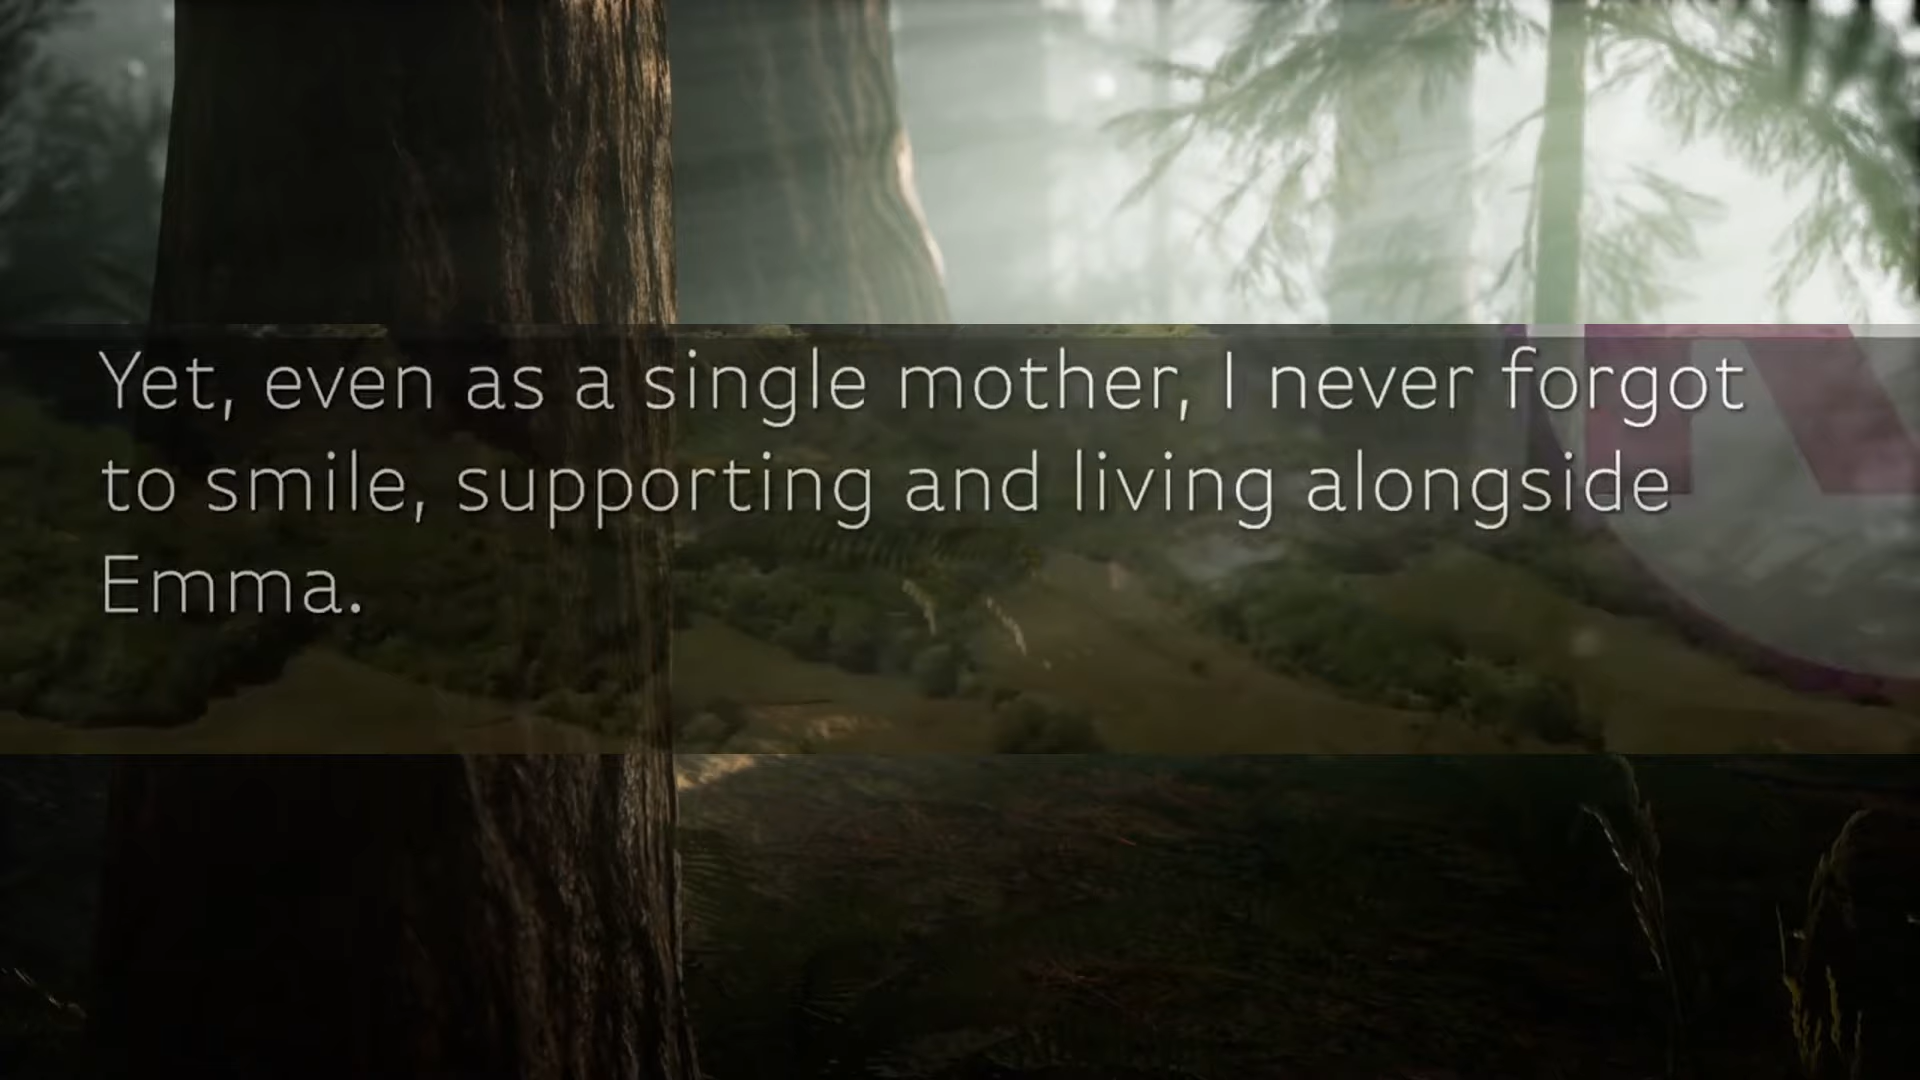 Yet, even as a single mother, I never forgot
to smile, supporting and living alongside
Emma.